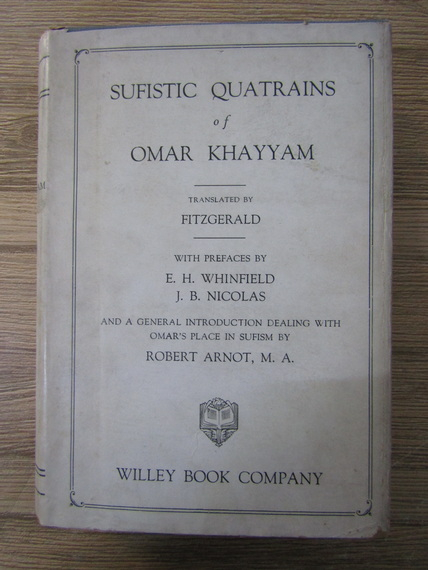 SUFISTIC QUATRAINS
of
OMAR KHAYYAM
TRANSLATED BY
FITZGERALD
WITH PREFACES BY
E. H. WHINFIELD
J. B. NICOLAS
AND A GENERAL INTRODUCTION DEALING WITH
OMAR'S PLACE IN SUFISM BY
ROBERT ARNOT, M. A.
WILLEY BOOK COMPANY